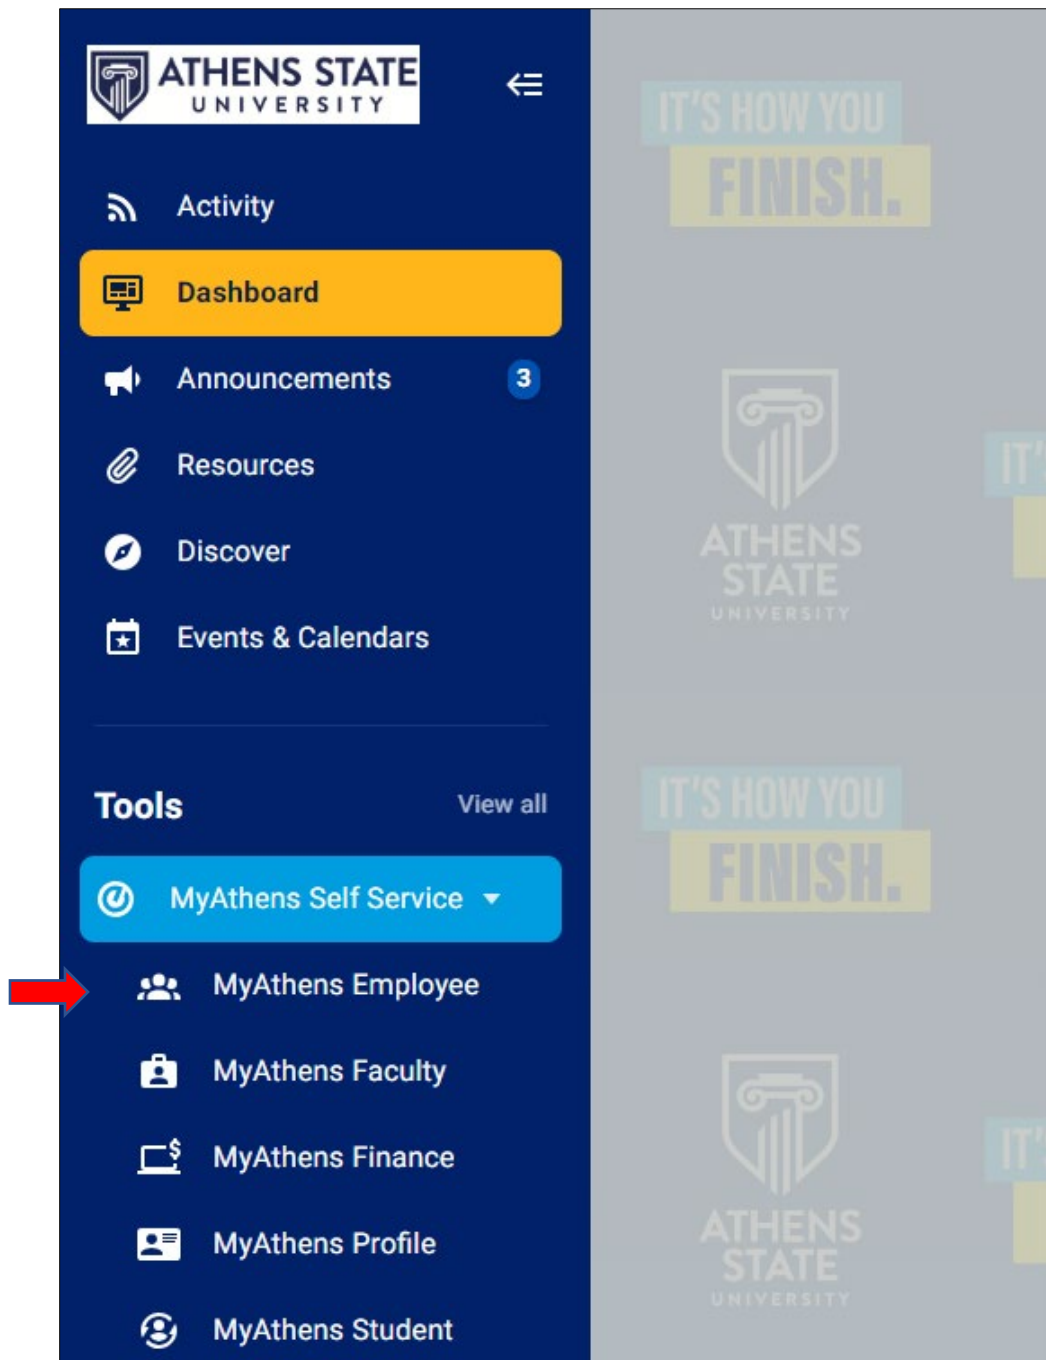 ATHENS STATE
UNIVERSITY
Activity
Dashboard
Announcements 3
Resources
Discover
Events & Calendars
Tools View all
MyAthens Self Service
MyAthens Employee
MyAthens Faculty
MyAthens Finance
MyAthens Profile
MyAthens Student
IT'S HOW YOU
FINISH.
ATHENS
STATE
UNIVERSITY
IT'
IT'S HOW YOU
FINISH.
ATHENS
STATE
UNIVERSITY
IT'